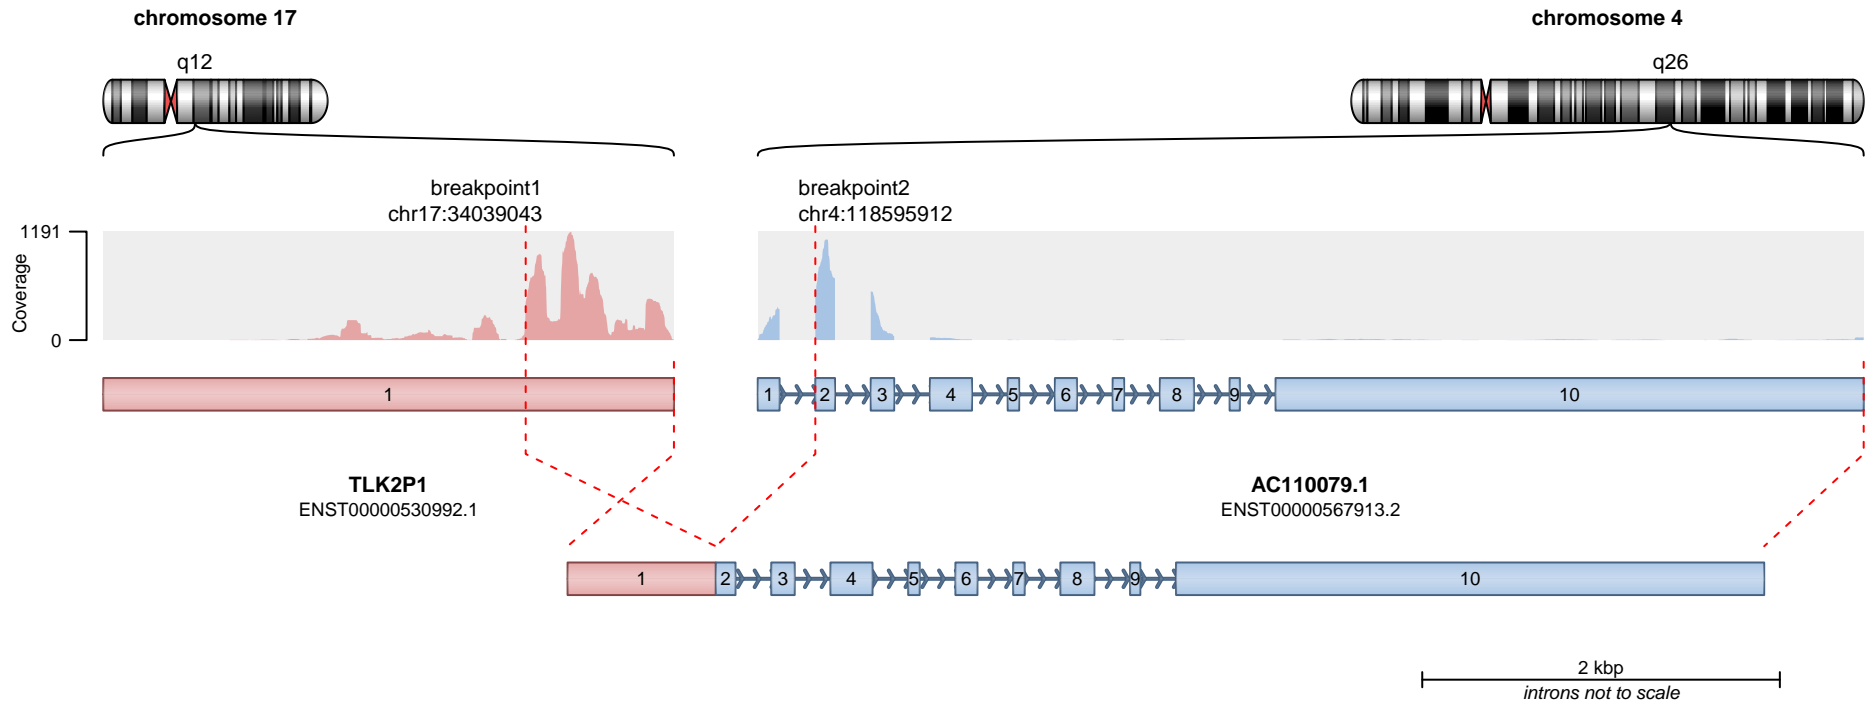 chromosome 17
chromosome 4
q12
q26
breakpoint1
chr17:34039043
breakpoint2
chr4:118595912
1191
Coverage
0
1
1 2 3 4 5 6 7 8 9 10
TLK2P1
ENST00000530992.1
AC110079.1
ENST00000567913.2
1 2 3 4 5 6 7 8 9 10
2 kbp
introns not to scale